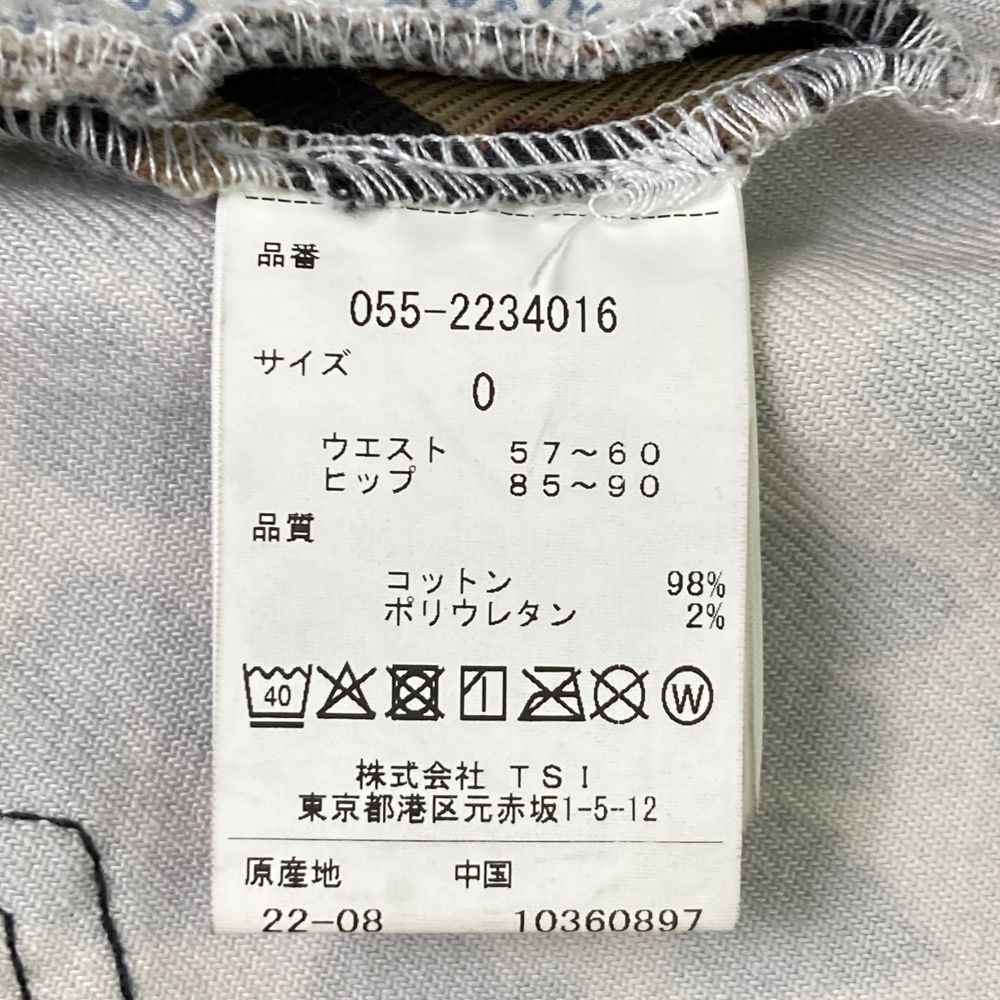 品番
055-2234016
サイズ
0
ウエスト 57～60
ヒップ 85～90
品質
コットン 98%
ポリウレタン 2%
40 W
株式会社 TSI
東京都港区元赤坂1-5-12
原産地 中国
22-08 10360897